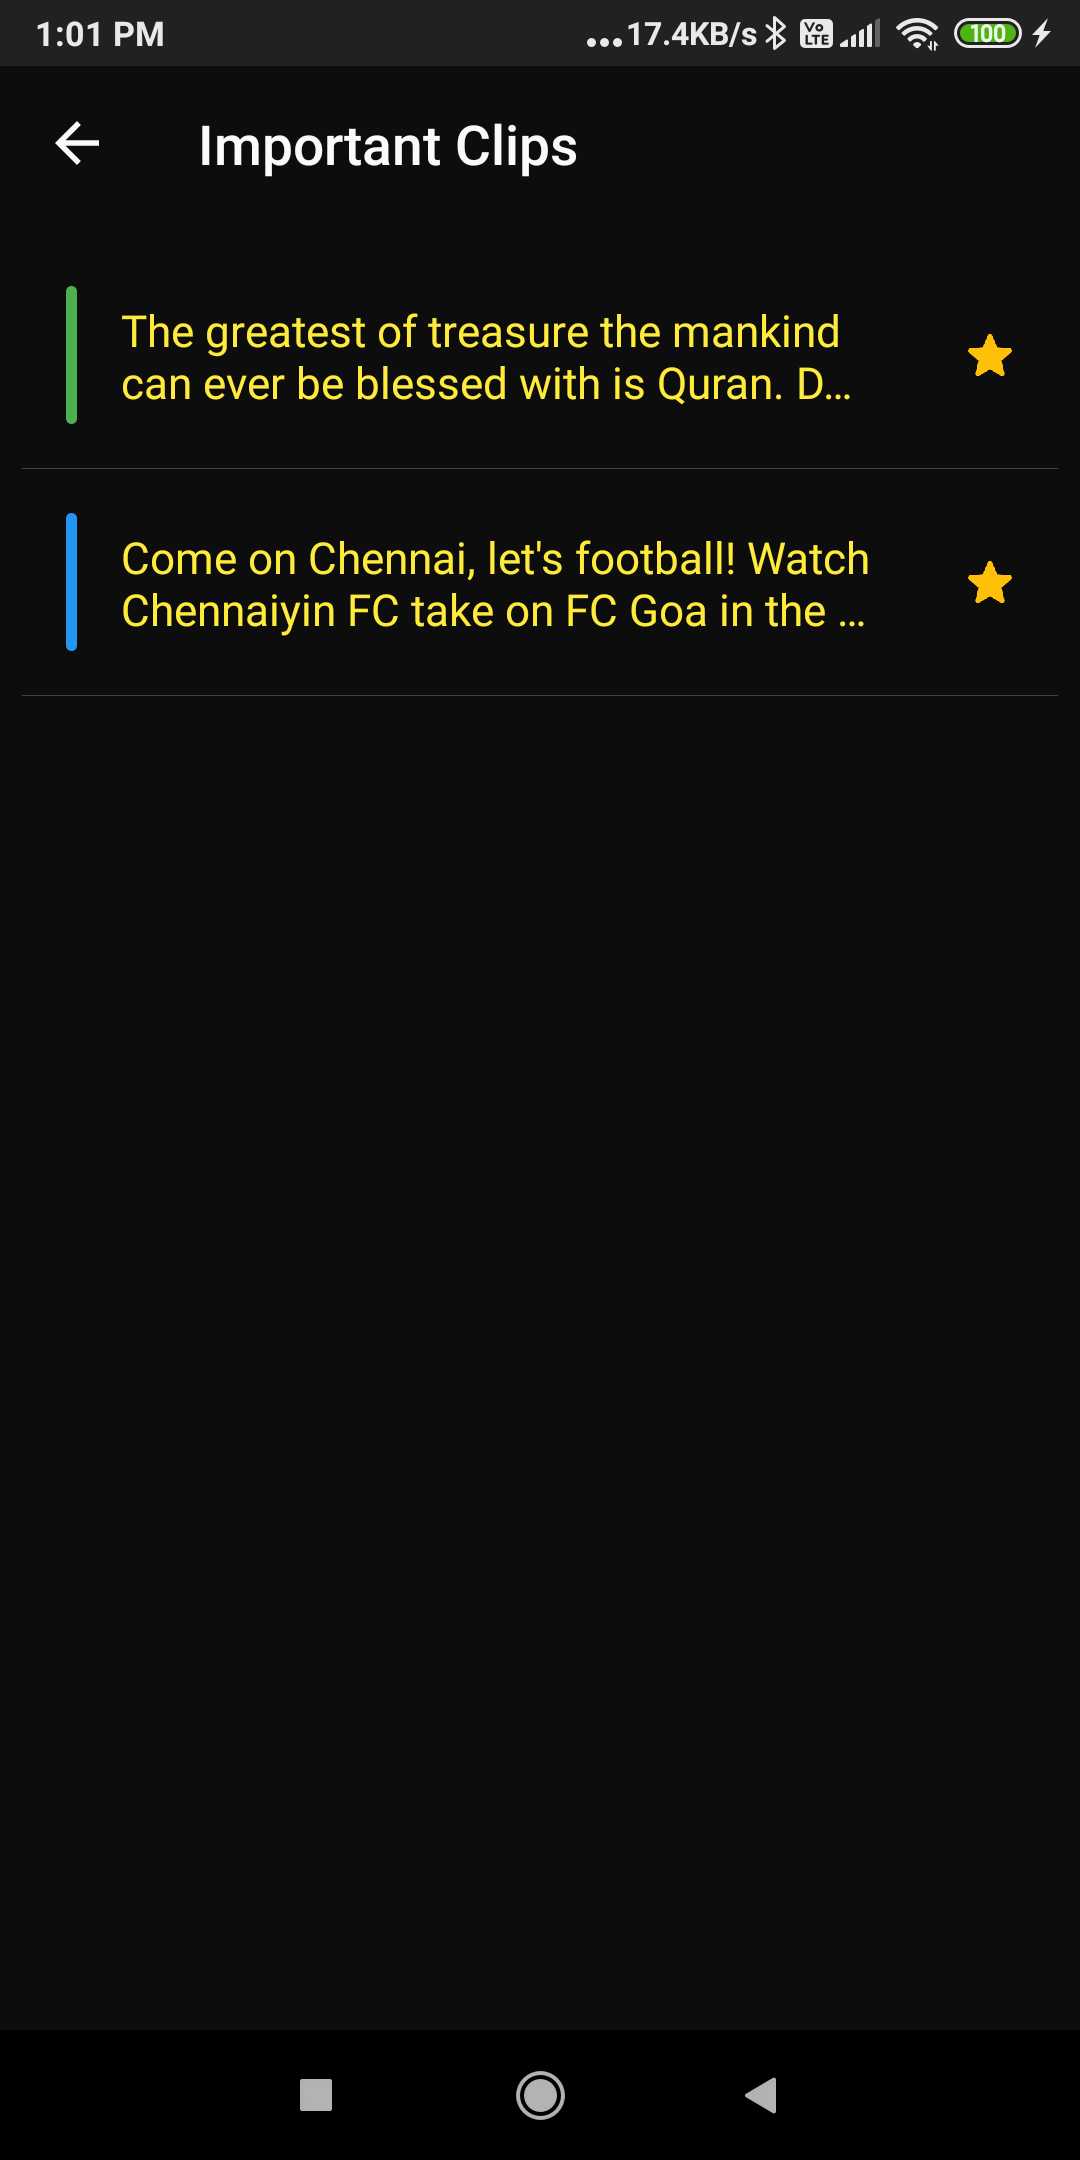 1:01 PM
...17.4KB/s
Vo
LTE
100
Important Clips
The greatest of treasure the mankind
can ever be blessed with is Quran. D...
Come on Chennai, let's football! Watch
Chennaiyin FC take on FC Goa in the ...